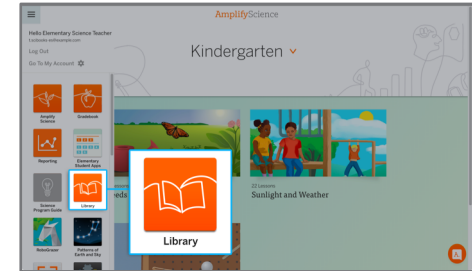 AmplifyScience
Hello Elementary Science Teacher
Log Out
Go To My Account
Kindergarten
Amplify
Science
Gradebook
Reporting
Elementary
Student Apps
Science
Program Guide
Library
RoboGrazer
Patterns of
Earth and Sky
22 Lessons
Sunlight and Weather
Library